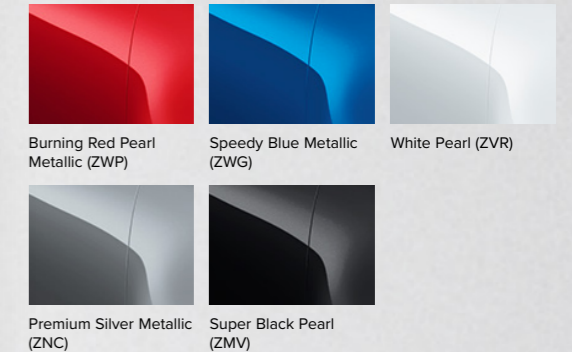 Burning Red Pearl
Metallic (ZWP)
Speedy Blue Metallic
(ZWG)
White Pearl (ZVR)
Premium Silver Metallic
(ZNC)
Super Black Pearl
(ZMV)